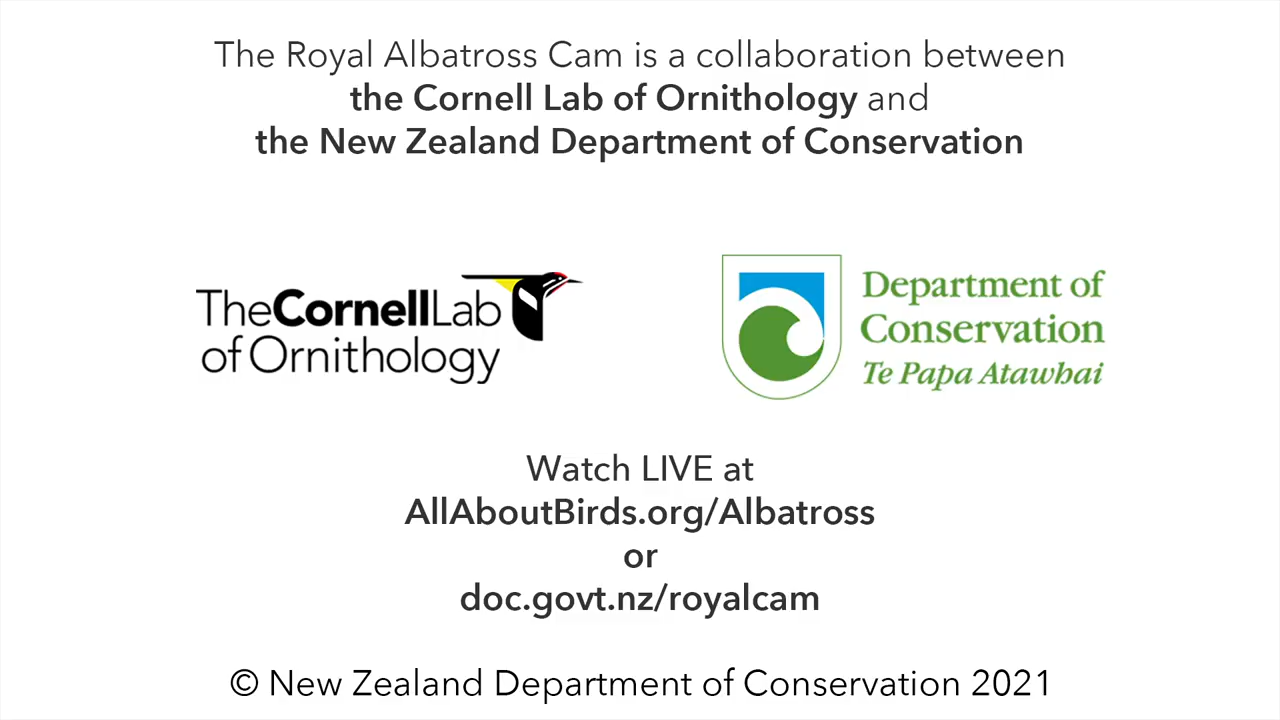 The Royal Albatross Cam is a collaboration between
the Cornell Lab of Ornithology and
the New Zealand Department of Conservation
TheCornellLab
of Ornithology
Department of
Conservation
Te Papa Atawhai
Watch LIVE at
AllAboutBirds.org/Albatross
or
doc.govt.nz/royalcam
© New Zealand Department of Conservation 2021